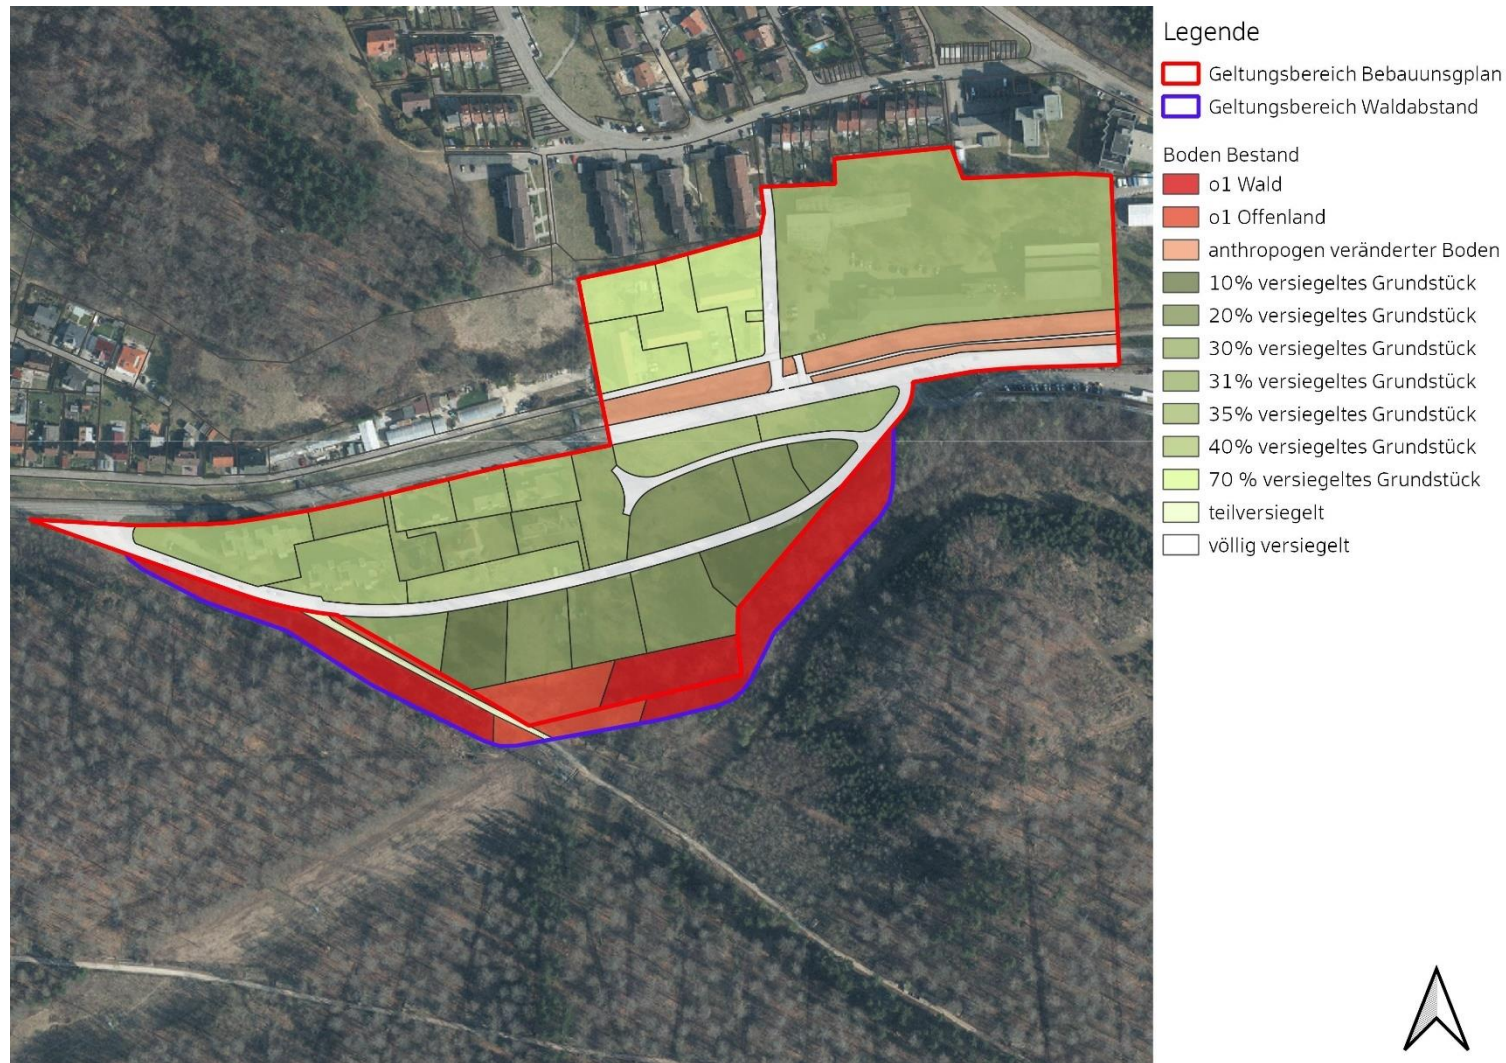 Legende
Geltungsbereich Bebauunsgplan
Geltungsbereich Waldabstand
Boden Bestand
o1 Wald
o1 Offenland
anthropogen veränderter Boden
10% versiegeltes Grundstück
20% versiegeltes Grundstück
30% versiegeltes Grundstück
31% versiegeltes Grundstück
35% versiegeltes Grundstück
40% versiegeltes Grundstück
70 % versiegeltes Grundstück
teilversiegelt
völlig versiegelt